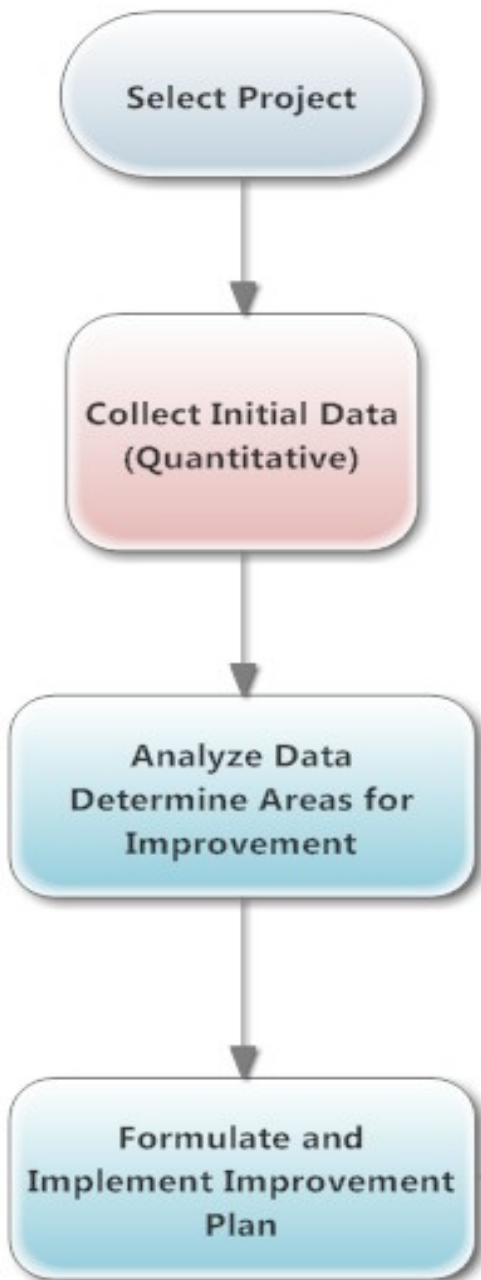 Select Project
Collect Initial Data
(Quantitative)
Analyze Data
Determine Areas for
Improvement
Formulate and
Implement Improvement
Plan